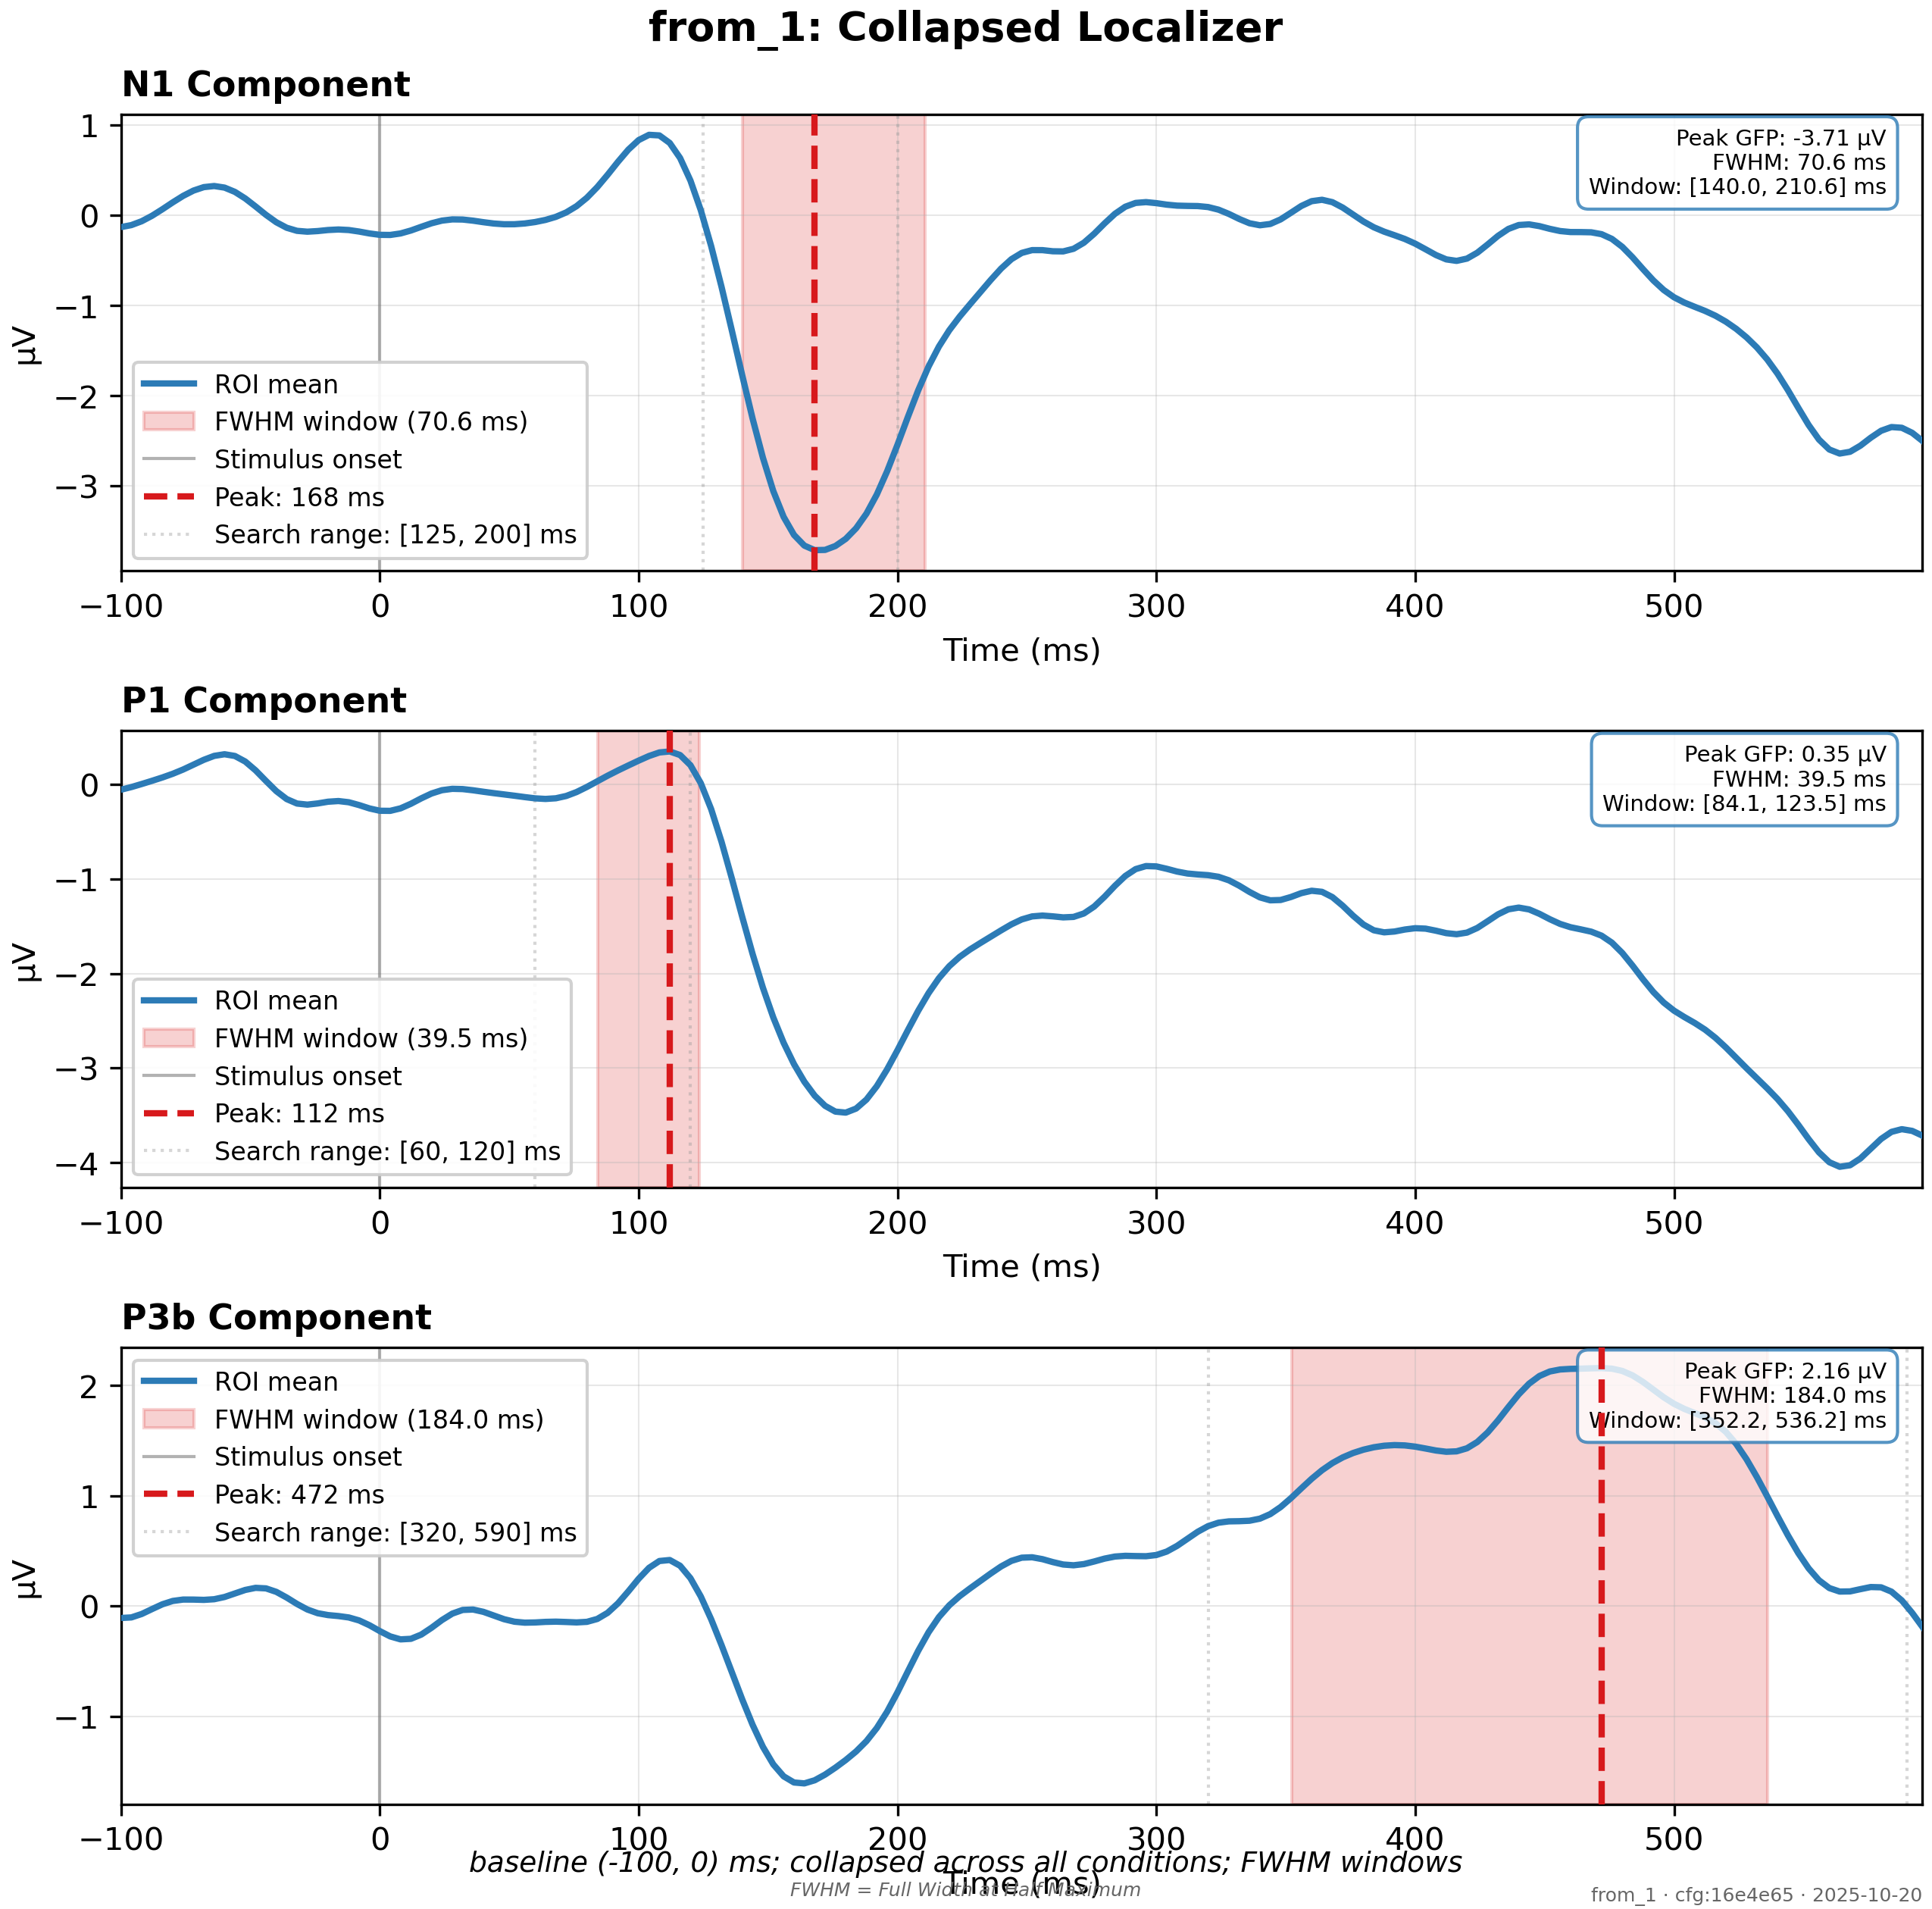 from_1: Collapsed Localizer
N1 Component
1
0
−1
−2
−3
µV
Peak GFP: -3.71 µV
FWHM: 70.6 ms
Window: [140.0, 210.6] ms
ROI mean
FWHM window (70.6 ms)
Stimulus onset
Peak: 168 ms
Search range: [125, 200] ms
−100 0 100 200 300 400 500
Time (ms)
P1 Component
0
−1
−2
−3
−4
µV
Peak GFP: 0.35 µV
FWHM: 39.5 ms
Window: [84.1, 123.5] ms
ROI mean
FWHM window (39.5 ms)
Stimulus onset
Peak: 112 ms
Search range: [60, 120] ms
−100 0 100 200 300 400 500
Time (ms)
P3b Component
2
1
0
−1
µV
ROI mean
FWHM window (184.0 ms)
Stimulus onset
Peak: 472 ms
Search range: [320, 590] ms
Peak GFP: 2.16 µV
FWHM: 184.0 ms
Window: [352.2, 536.2] ms
−100 0 100 200 300 400 500
baseline (-100, 0) ms; collapsed across all conditions; FWHM windows
Time (ms)
FWHM = Full Width at Half Maximum
from_1 · cfg:16e4e65 · 2025-10-20